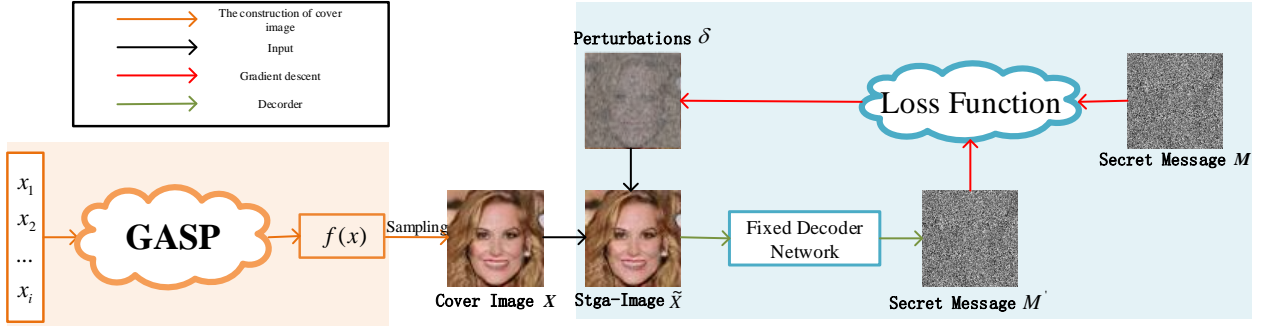 The construction of cover
image
Input
Gradient descent
Decorder
x₁
x₂
...
xᵢ
GASP
f(x)
Sampling
Cover Image X
Perturbations δ
Stga-Image X̃
Fixed Decoder
Network
Loss Function
Secret Message M'
Secret Message M